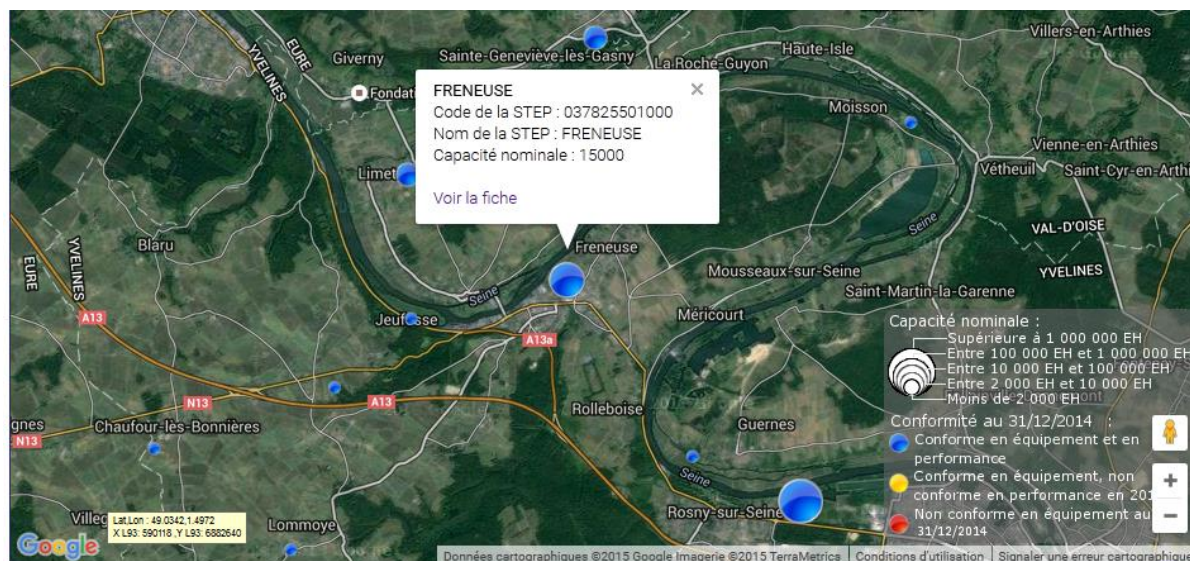 Villers-en-Arthies
EURE
YVELINES
Giverny
Sainte-Geneviève-lès-Gasny
Haute-Isle
La Roche-Guyon
Fondati
Moisson
FRENEUSE
Code de la STEP : 037825501000
Nom de la STEP : FRENEUSE
Capacité nominale : 15000
Voir la fiche
Vienne-en-Arthies
Vétheuil
Saint-Cyr-en-Arthi
Limet
Seine
VAL-D'OISE
YVELINES
Blaru
YVELINES
EURE
Freneuse
Mousseaux-sur-Seine
Saint-Martin-la-Garenne
Seine
Méricourt
A13
Jeufosse
A13a
Capacité nominale :
Supérieure à 1 000 000 EH
Entre 100 000 EH et 1 000 000 EH
Entre 10 000 EH et 100 000 EH
Entre 2 000 EH et 10 000 EH
Moins de 2 000 EH
N13
A13
Rolleboise
Guernes
gnes
N13
Chaufour-lès-Bonnières
Conformité au 31/12/2014 :
Conforme en équipement et en
performance
Conforme en équipement, non
conforme en performance en 201
Non conforme en équipement au
31/12/2014
Seine
Rosny-sur-Seine
Villeg
Lommoye
Lat,Lon : 49.0342,1.4972
X L93: 590118 ,Y L93: 6882640
Google
Données cartographiques ©2015 Google Imagerie ©2015 TerraMetrics
Conditions d'utilisation
Signaler une erreur cartographique